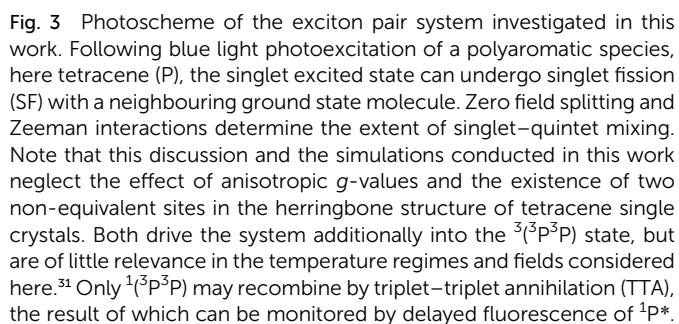 Fig. 3 Photoscheme of the exciton pair system investigated in this
work. Following blue light photoexcitation of a polyaromatic species,
here tetracene (P), the singlet excited state can undergo singlet fission
(SF) with a neighbouring ground state molecule. Zero field splitting and
Zeeman interactions determine the extent of singlet–quintet mixing.
Note that this discussion and the simulations conducted in this work
neglect the effect of anisotropic g-values and the existence of two
non-equivalent sites in the herringbone structure of tetracene single
crystals. Both drive the system additionally into the ³(³P³P) state, but
are of little relevance in the temperature regimes and fields considered
here.³¹ Only ¹(³P³P) may recombine by triplet–triplet annihilation (TTA),
the result of which can be monitored by delayed fluorescence of ¹P*.